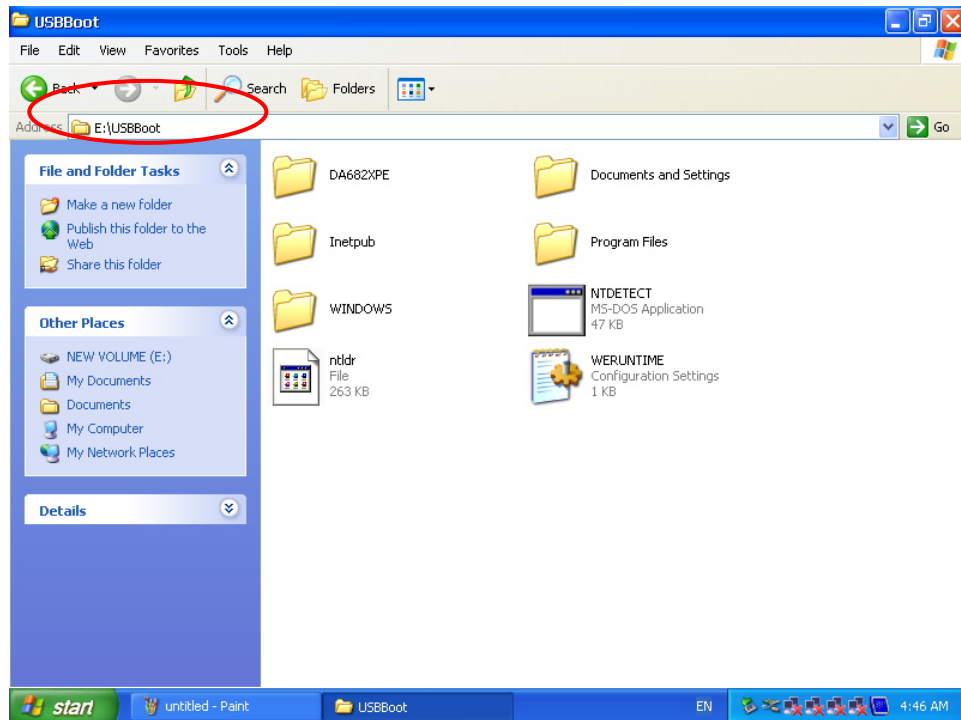 USBBoot
File Edit View Favorites Tools Help
Back Search Folders
Address E:\USBBoot Go
File and Folder Tasks
Make a new folder
Publish this folder to the
Web
Share this folder
Other Places
NEW VOLUME (E:)
My Documents
Documents
My Computer
My Network Places
Details
DA682XPE
Documents and Settings
Inetpub
Program Files
WINDOWS
NTDETECT
MS-DOS Application
47 KB
ntldr
File
263 KB
WERUNTIME
Configuration Settings
1 KB
start untitled - Paint USBBoot EN 4:46 AM